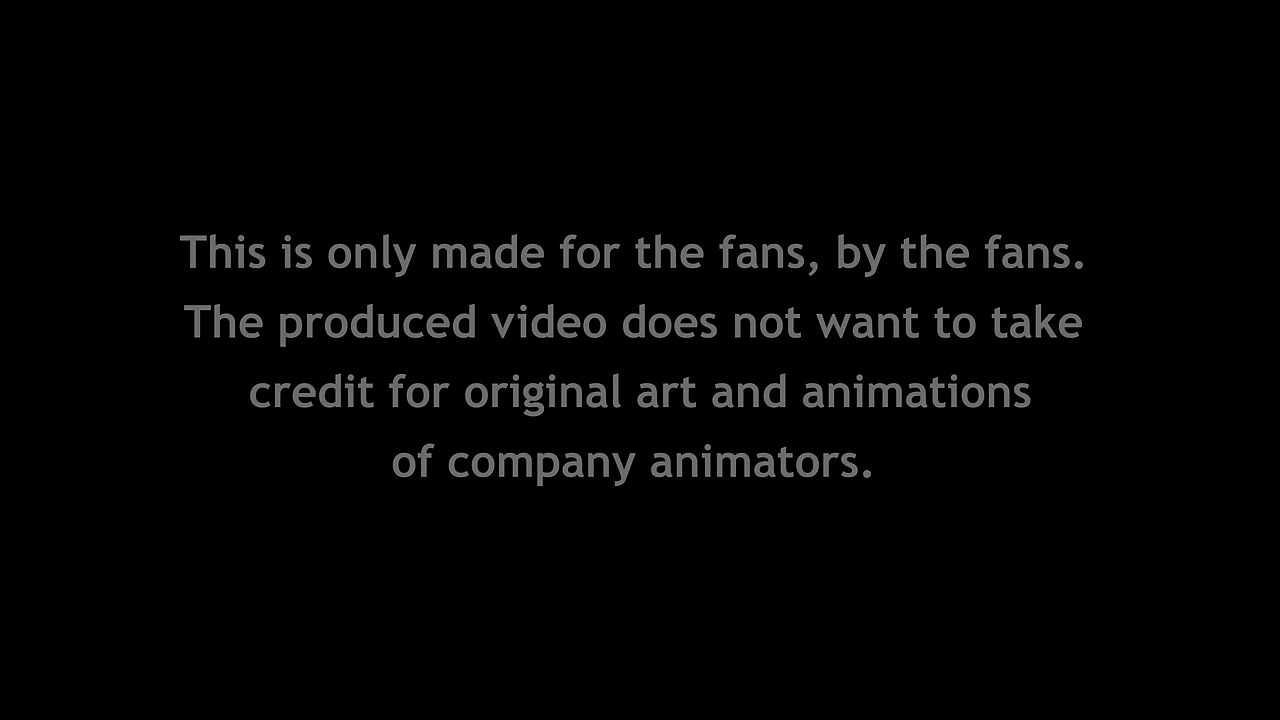 This is only made for the fans, by the fans.
The produced video does not want to take
credit for original art and animations
of company animators.